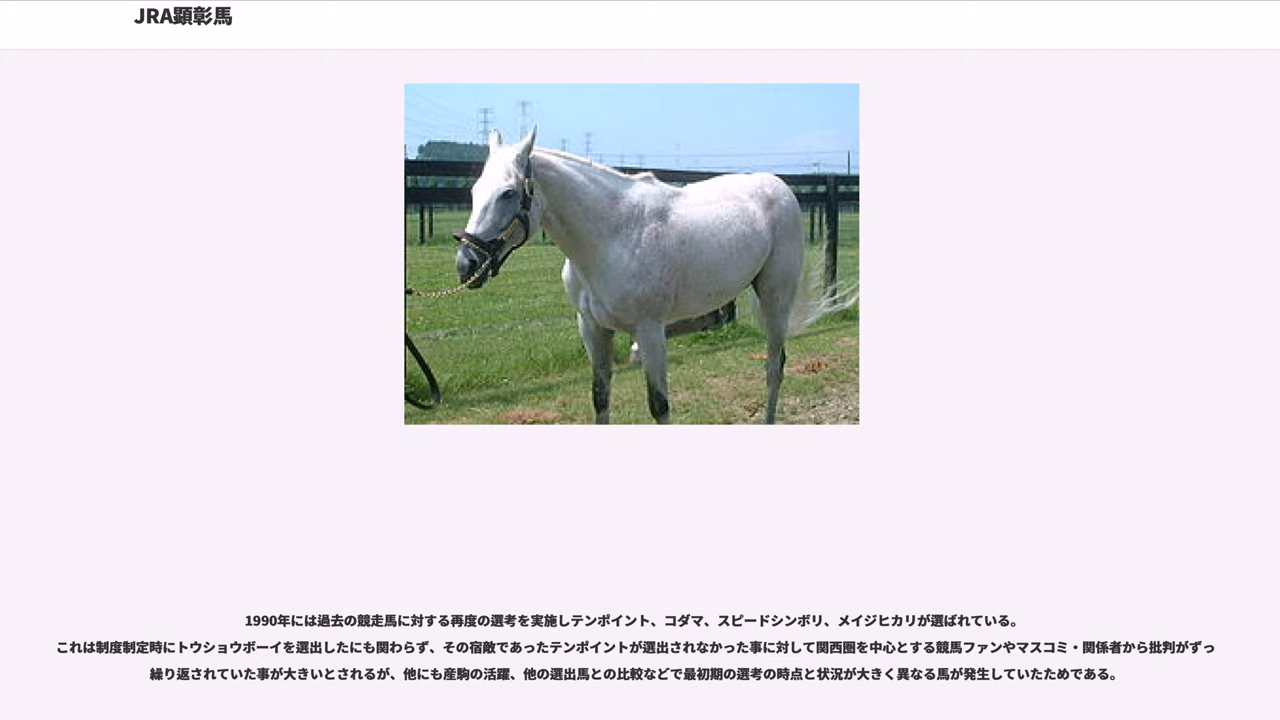 JRA顕彰馬
1990年には過去の競走馬に対する再度の選考を実施しテンポイント、コダマ、スピードシンボリ、メイジヒカリが選ばれている。
これは制度制定時にトウショウボーイを選出したにも関わらず、その宿敵であったテンポイントが選出されなかった事に対して関西圏を中心とする競馬ファンやマスコミ・関係者から批判がずっ
繰り返されていた事が大きいとされるが、他にも産駒の活躍、他の選出馬との比較などで最初期の選考の時点と状況が大きく異なる馬が発生していたためである。